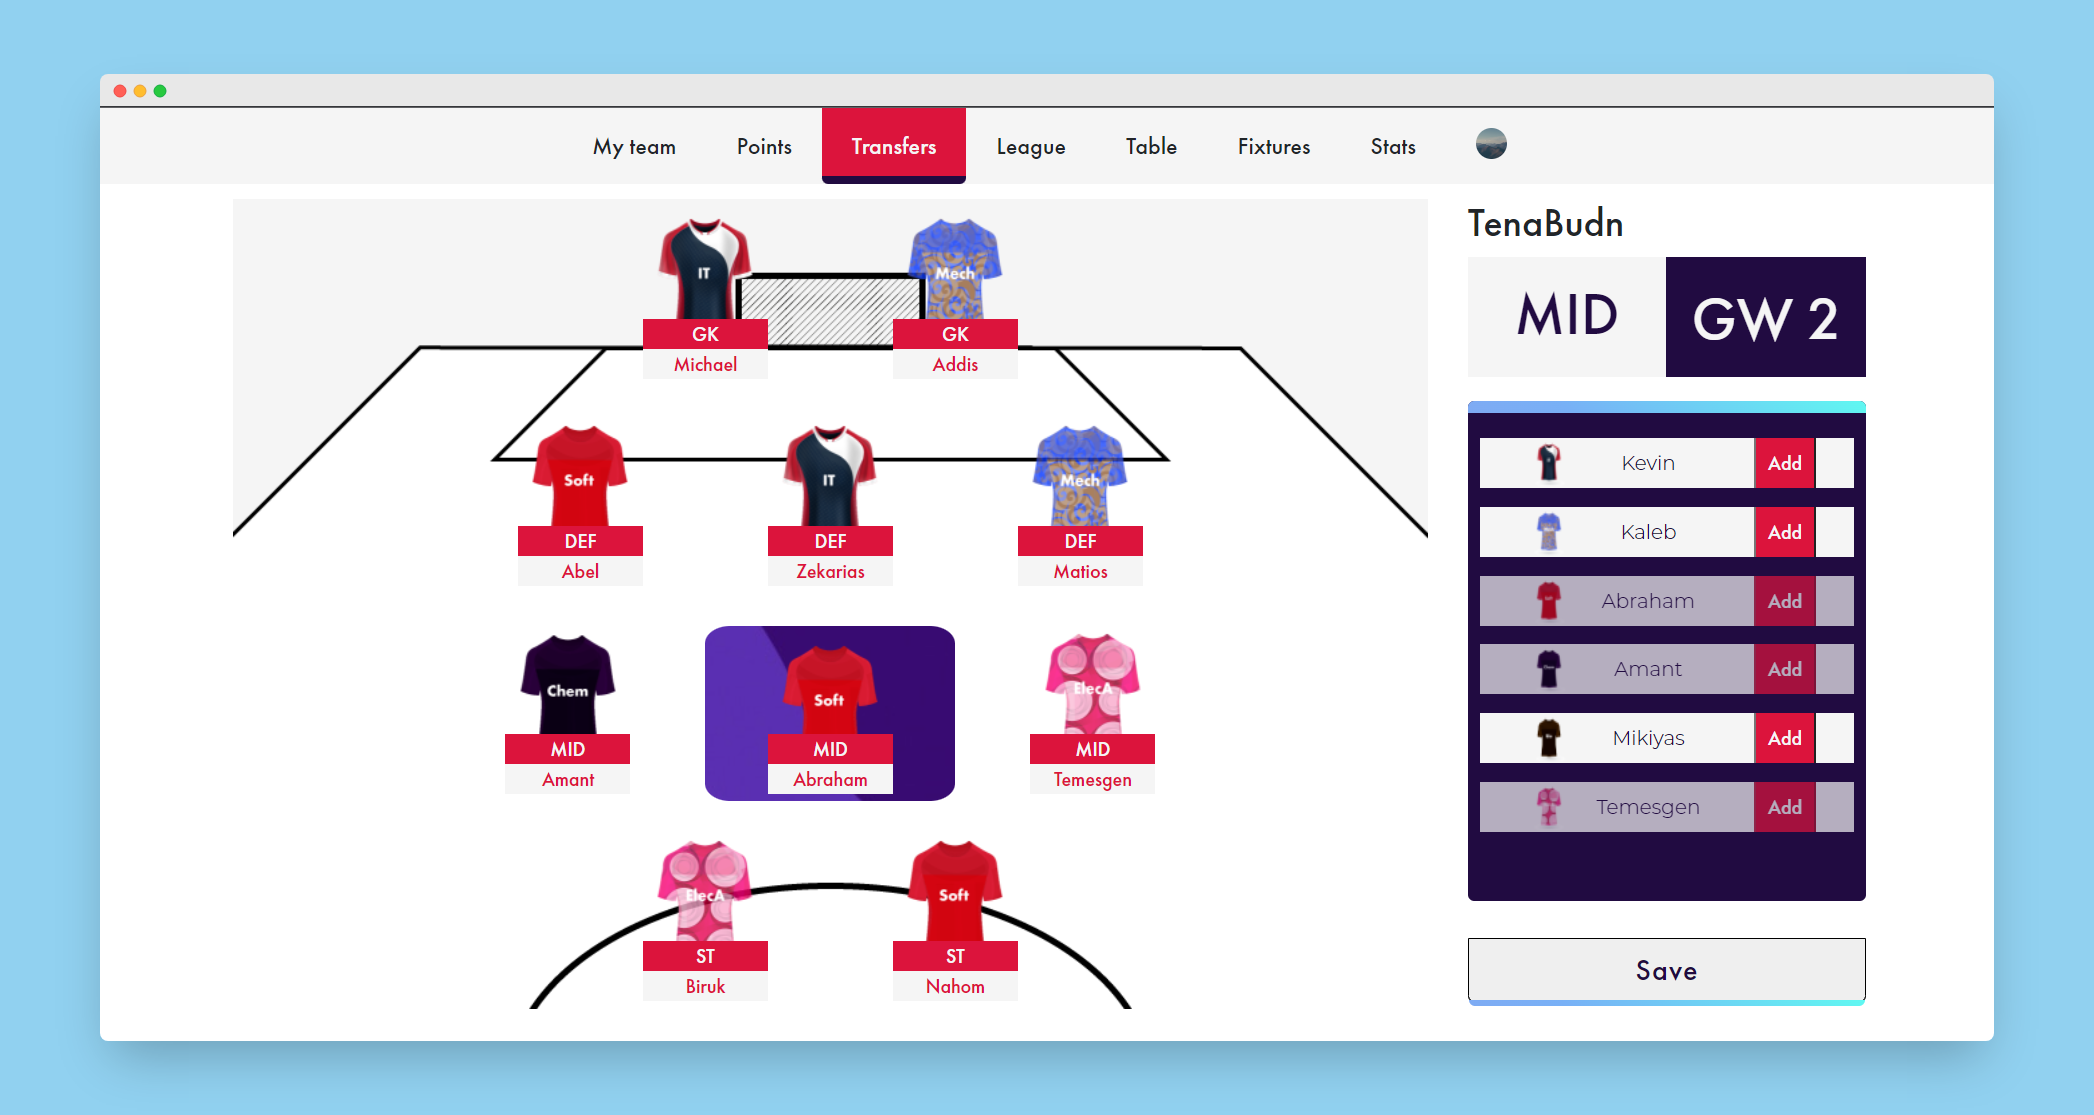 My team Points Transfers League Table Fixtures Stats
TenaBudn
MID GW 2
IT Mech
GK GK
Michael Addis
Soft IT Mech
DEF DEF DEF
Abel Zekarias Matios
Chem Soft ElecA
MID MID MID
Amant Abraham Temesgen
ElecA Soft
ST ST
Biruk Nahom
Kevin Add
Kaleb Add
Abraham Add
Amant Add
Mikiyas Add
Temesgen Add
Save